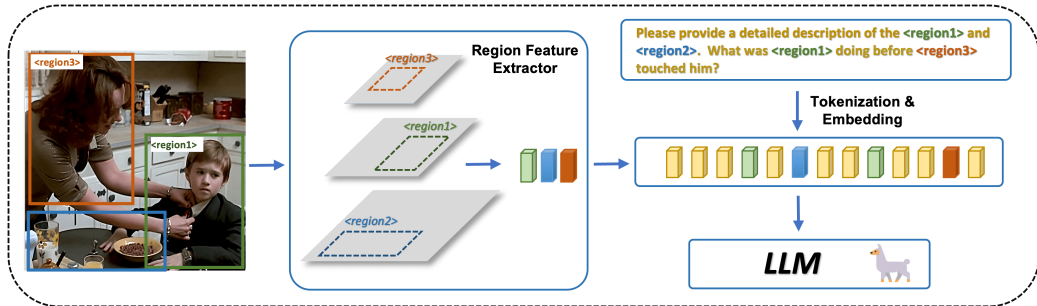 <region3>
<region1>
Region Feature
Extractor
<region3>
<region1>
<region2>
Please provide a detailed description of the <region1> and
<region2>. What was <region1> doing before <region3>
touched him?
Tokenization &
Embedding
LLM